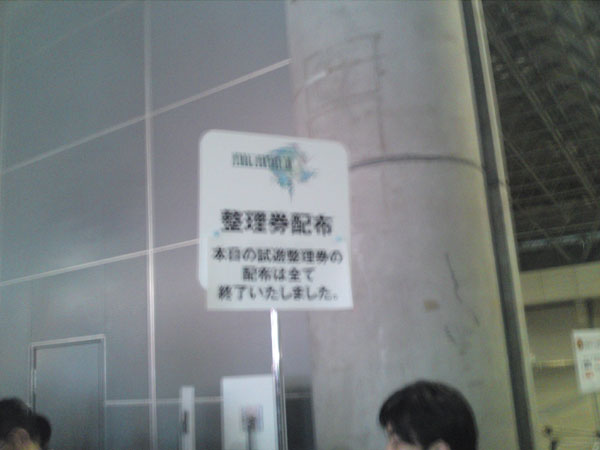 FINAL FANTASY
整理券配布
本日の試遊整理券の
配布は全て
終了いたしました。